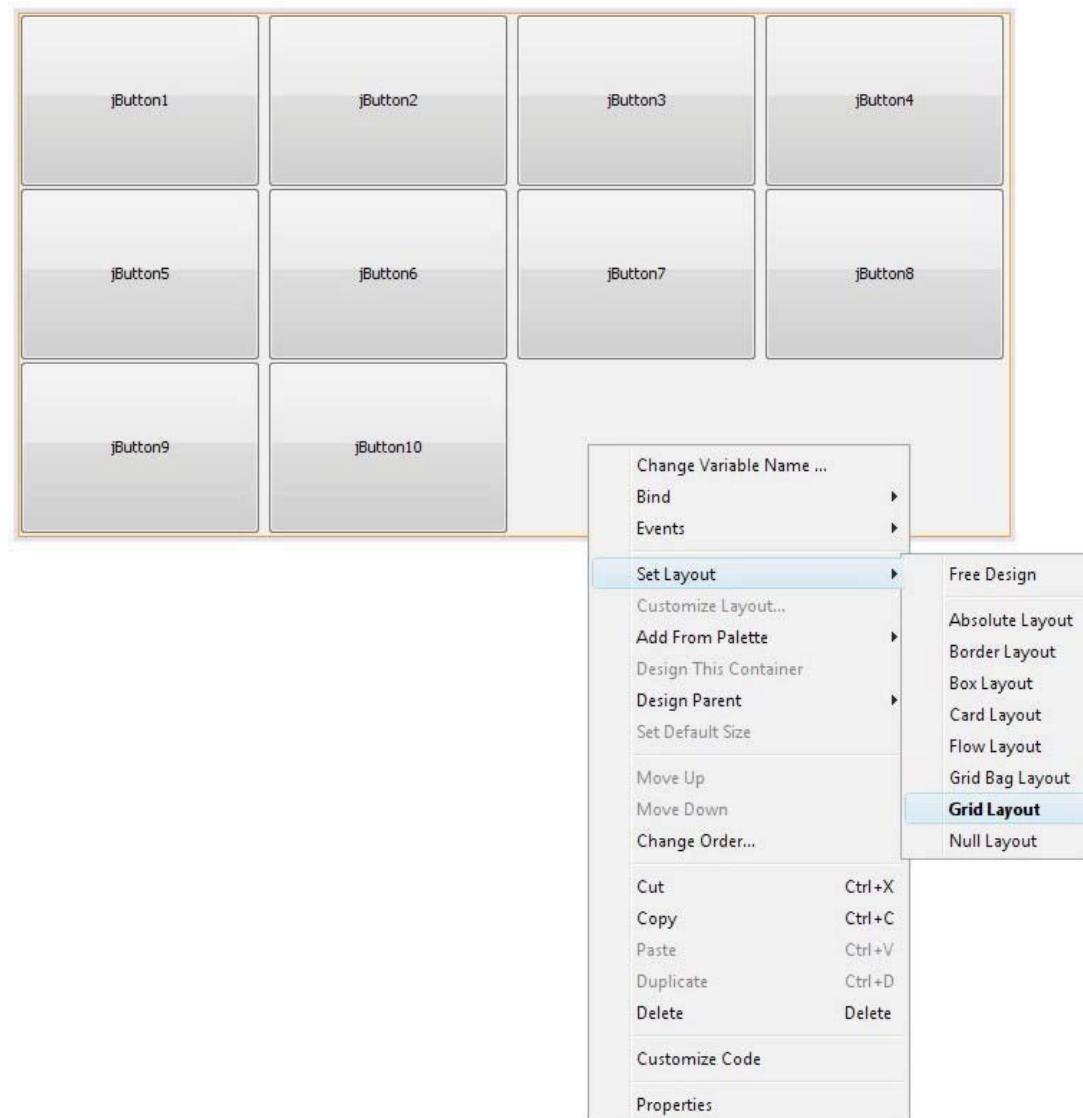 jButton1 jButton2 jButton3 jButton4
jButton5 jButton6 jButton7 jButton8
jButton9 jButton10
Change Variable Name ...
Bind
Events
Set Layout
Customize Layout...
Add From Palette
Design This Container
Design Parent
Set Default Size
Move Up
Move Down
Change Order...
Cut Ctrl+X
Copy Ctrl+C
Paste Ctrl+V
Duplicate Ctrl+D
Delete Delete
Customize Code
Properties
Free Design
Absolute Layout
Border Layout
Box Layout
Card Layout
Flow Layout
Grid Bag Layout
Grid Layout
Null Layout